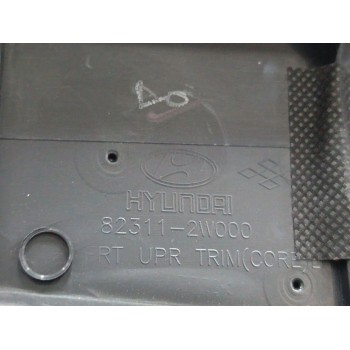 HYUNDAI
82311-2W000
RT UPR TRIM(CORE)